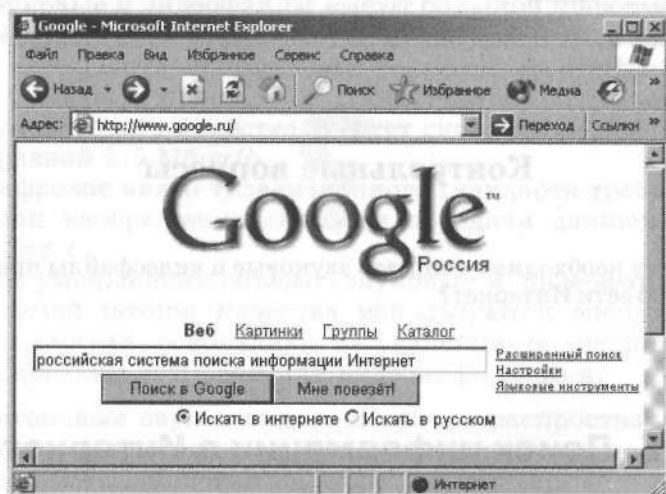 Google - Microsoft Internet Explorer
Файл Правка Вид Избранное Сервис Справка
Назад Поиск Избранное Медиа »
Адрес: http://www.google.ru/ Переход Ссылки »
Google™
Россия
Веб Картинки Группы Каталог
российская система поиска информации Интернет
Расширенный поиск
Настройки
Языковые инструменты
Поиск в Google Мне повезёт!
Искать в интернете Искать в русском
Интернет